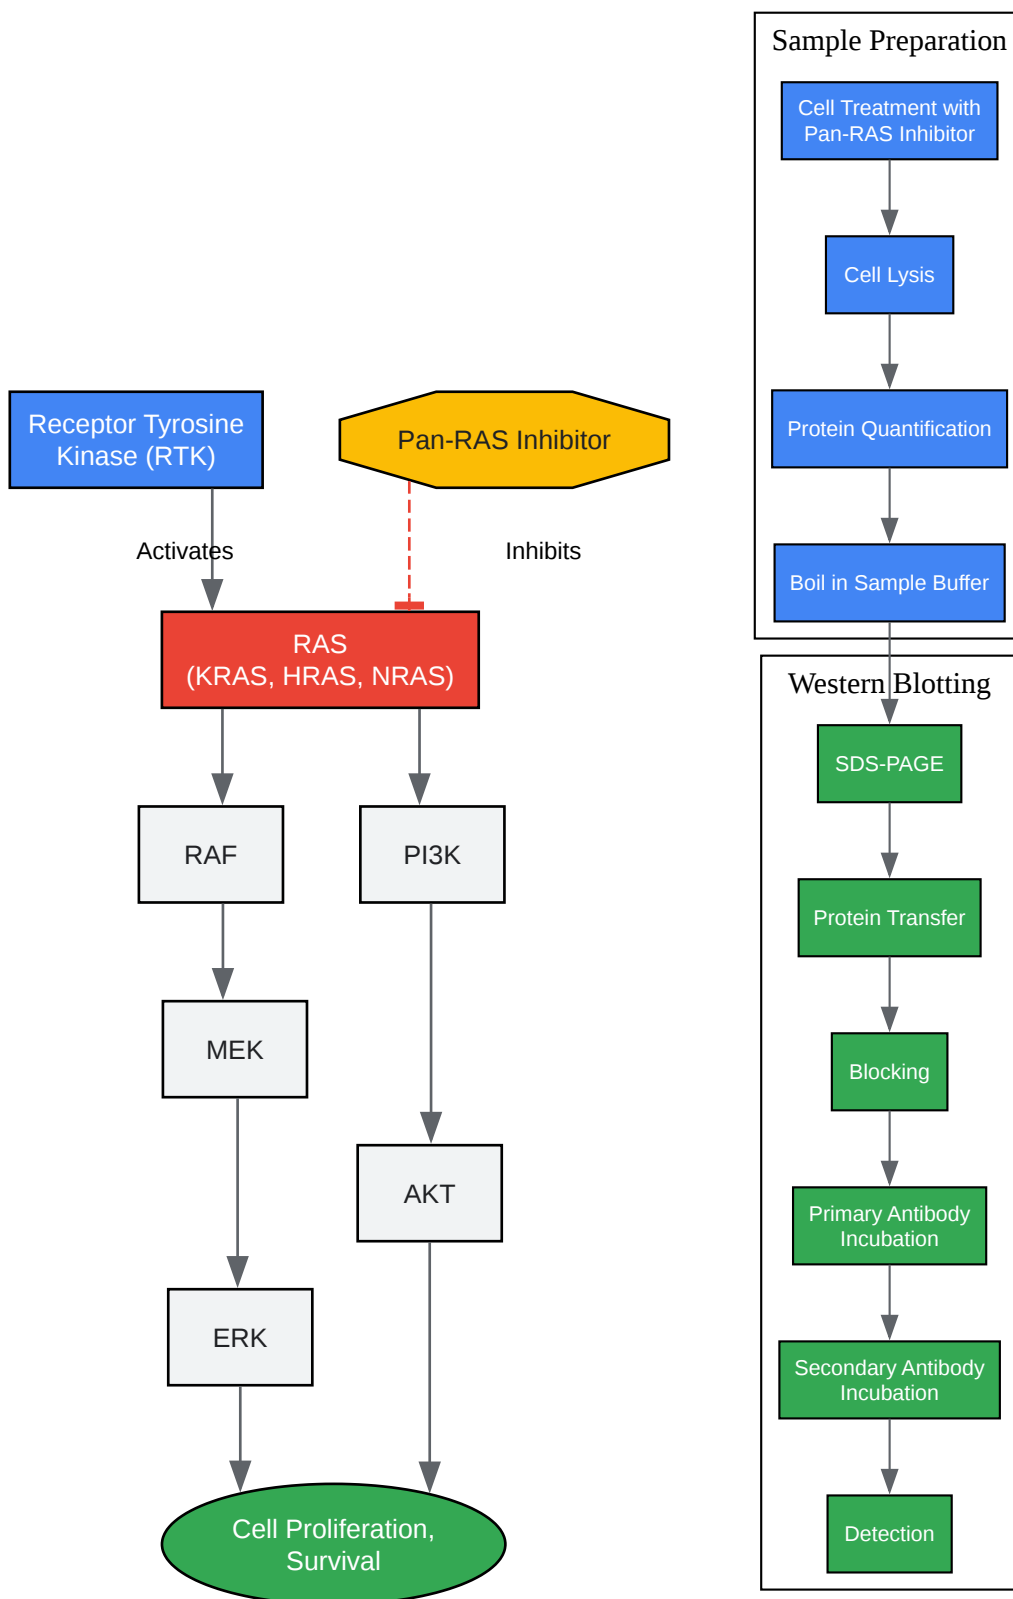 Receptor Tyrosine
Kinase (RTK)
Pan-RAS Inhibitor
Activates
Inhibits
RAS
(KRAS, HRAS, NRAS)
RAF
PI3K
MEK
AKT
ERK
Cell Proliferation,
Survival
Sample Preparation
Cell Treatment with
Pan-RAS Inhibitor
Cell Lysis
Protein Quantification
Boil in Sample Buffer
Western Blotting
SDS-PAGE
Protein Transfer
Blocking
Primary Antibody
Incubation
Secondary Antibody
Incubation
Detection